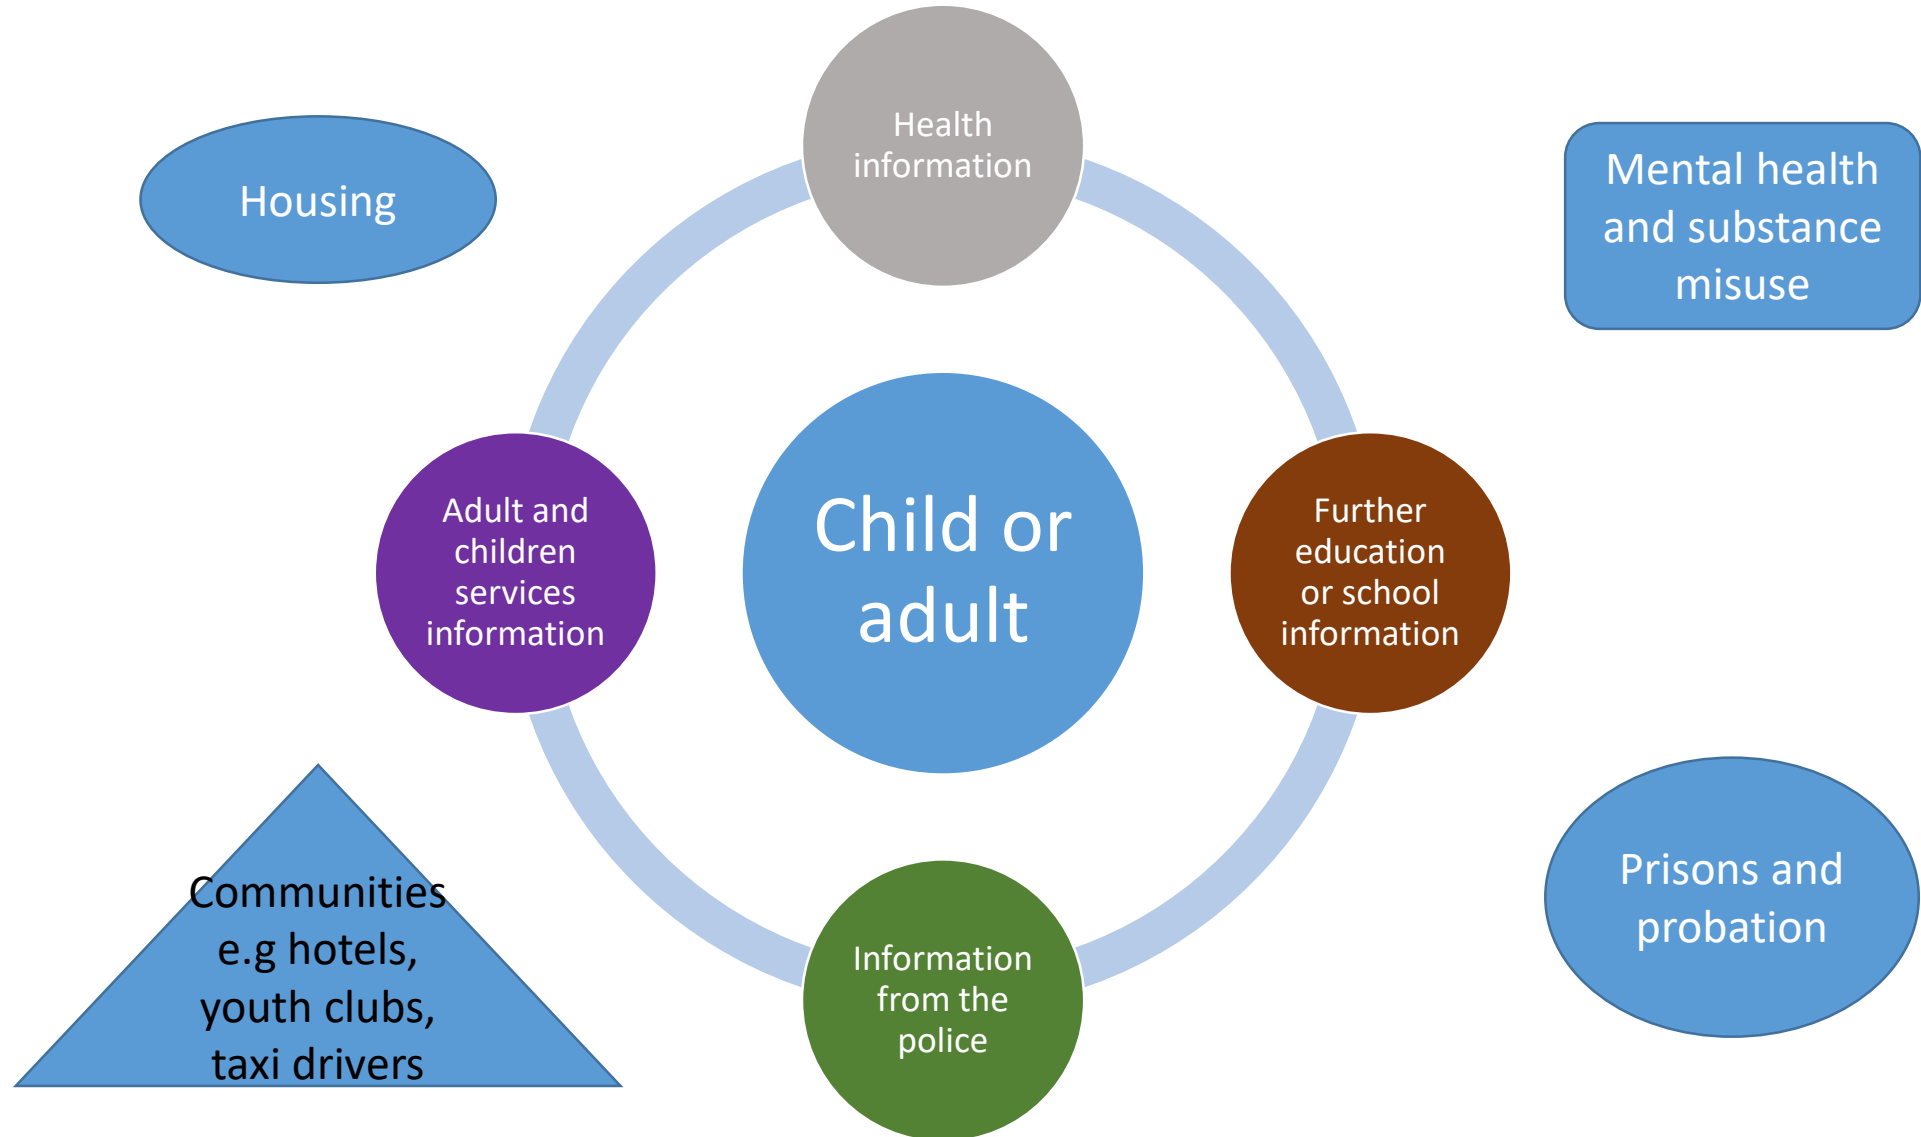 Health
information
Housing
Mental health
and substance
misuse
Adult and
children
services
information
Child or
adult
Further
education
or school
information
Communities
e.g hotels,
youth clubs,
taxi drivers
Information
from the
police
Prisons and
probation